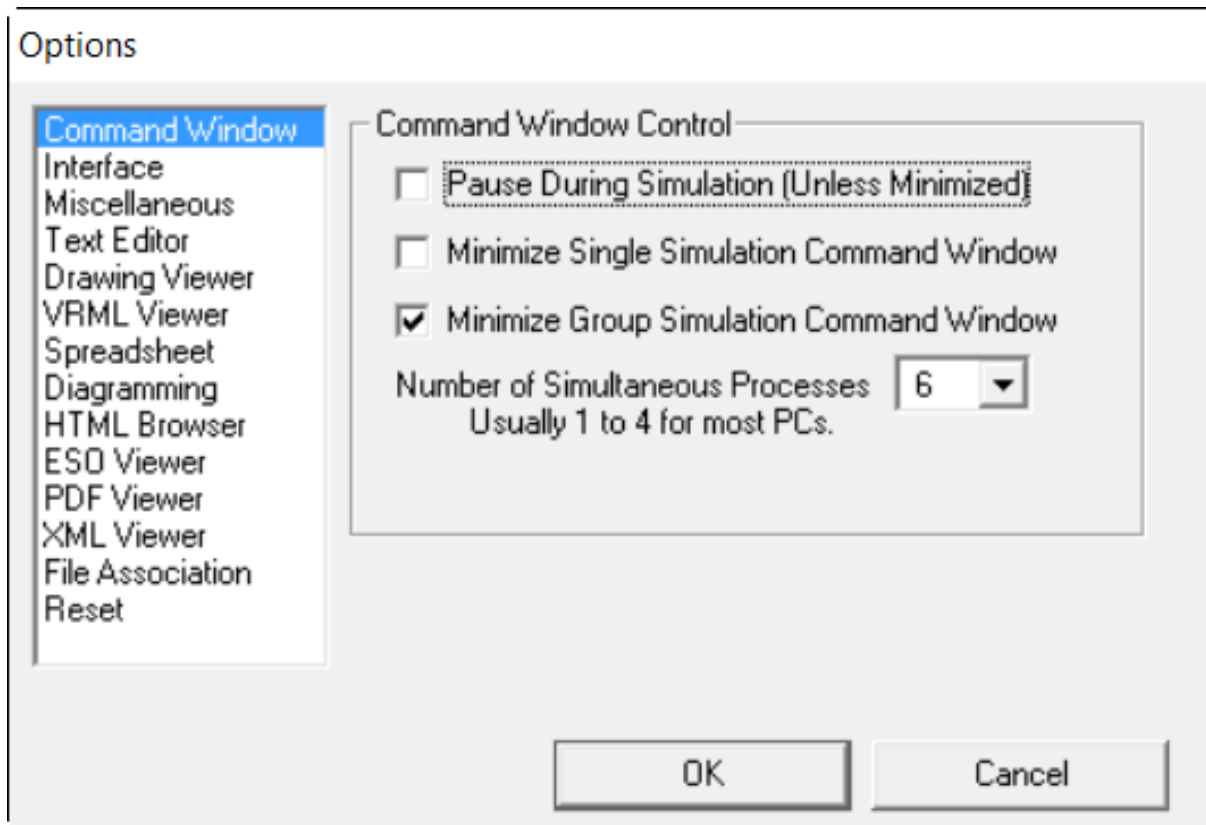 Options
Command Window
Interface
Miscellaneous
Text Editor
Drawing Viewer
VRML Viewer
Spreadsheet
Diagramming
HTML Browser
ESO Viewer
PDF Viewer
XML Viewer
File Association
Reset
Command Window Control
Pause During Simulation (Unless Minimized)
Minimize Single Simulation Command Window
Minimize Group Simulation Command Window
Number of Simultaneous Processes 6
Usually 1 to 4 for most PCs.
OK Cancel